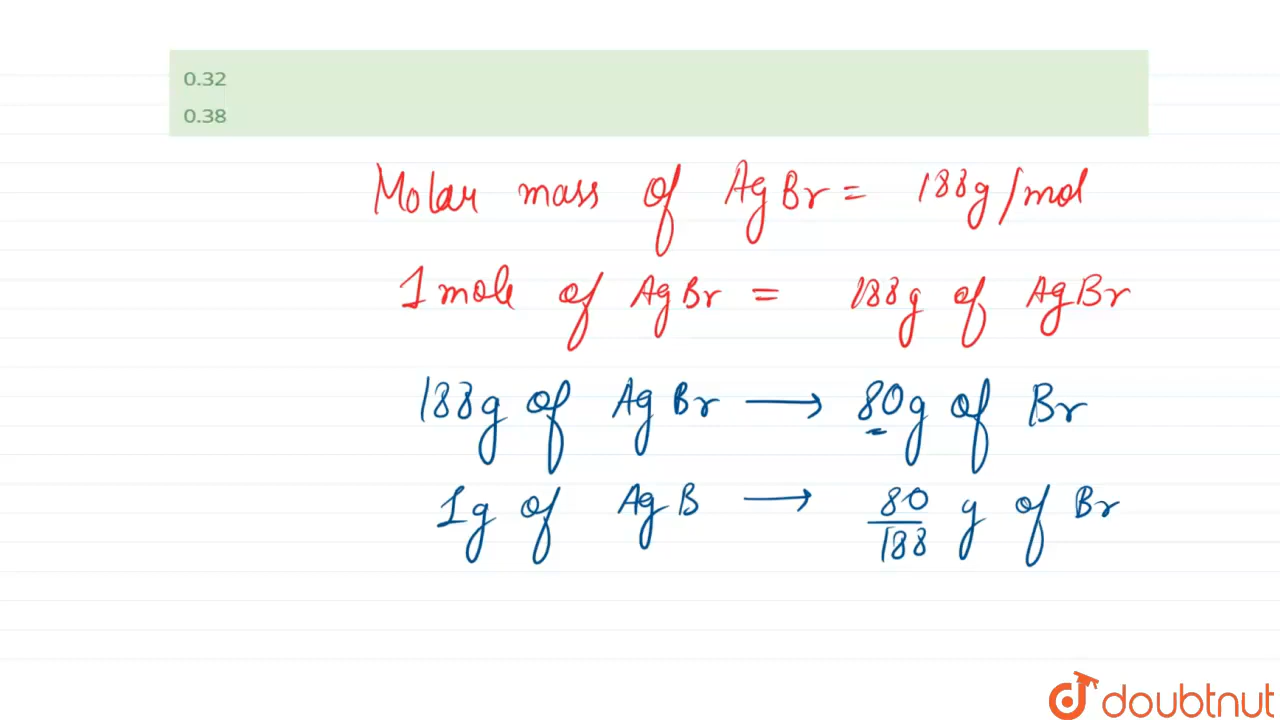 0.32
0.38
Molar mass of AgBr = 188g/mol
1 mole of AgBr = 188g of AgBr
188g of AgBr → 80g of Br
1g of AgB → 80/188 g of Br
doubtnut